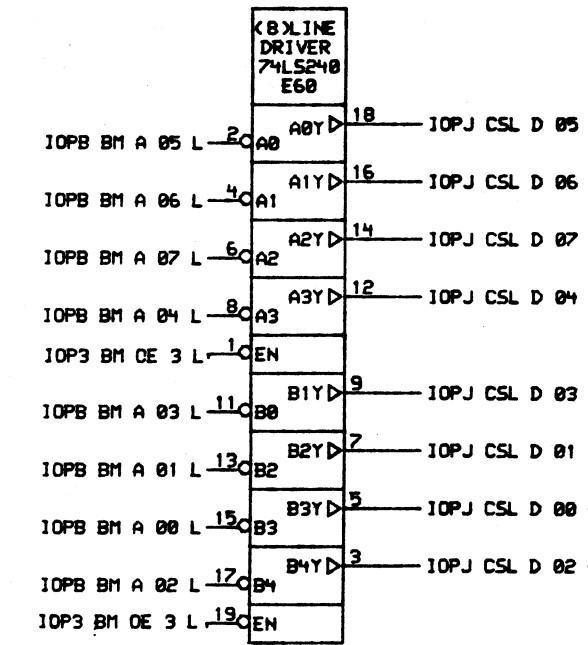 <B>LINE
DRIVER
74LS240
E60
IOPB BM A 05 L 2 A0 A0Y 18 IOPJ CSL D 05
IOPB BM A 06 L 4 A1 A1Y 16 IOPJ CSL D 06
IOPB BM A 07 L 6 A2 A2Y 14 IOPJ CSL D 07
IOPB BM A 04 L 8 A3 A3Y 12 IOPJ CSL D 04
IOP3 BM OE 3 L 1 EN
IOPB BM A 03 L 11 B0 B1Y 9 IOPJ CSL D 03
IOPB BM A 01 L 13 B2 B2Y 7 IOPJ CSL D 01
IOPB BM A 00 L 15 B3 B3Y 5 IOPJ CSL D 00
IOPB BM A 02 L 17 B4 B4Y 3 IOPJ CSL D 02
IOP3 BM OE 3 L 19 EN